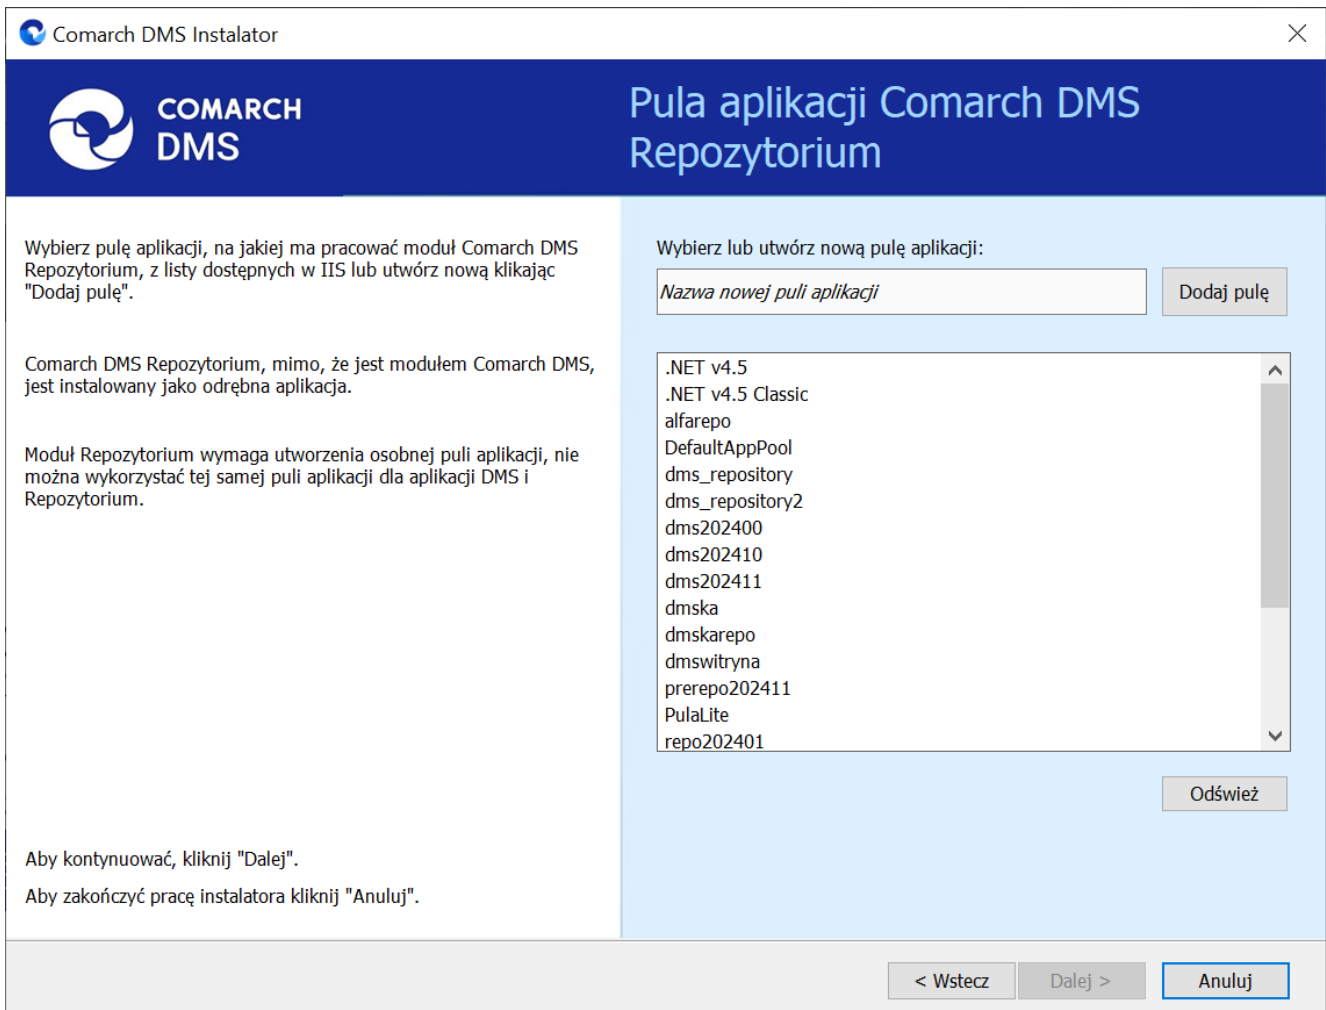 Comarch DMS Instalator
COMARCH
DMS
Pula aplikacji Comarch DMS
Repozytorium
Wybierz pulę aplikacji, na jakiej ma pracować moduł Comarch DMS
Repozytorium, z listy dostępnych w IIS lub utwórz nową klikając
"Dodaj pulę".
Comarch DMS Repozytorium, mimo, że jest modułem Comarch DMS,
jest instalowany jako odrębna aplikacja.
Moduł Repozytorium wymaga utworzenia osobnej puli aplikacji, nie
można wykorzystać tej samej puli aplikacji dla aplikacji DMS i
Repozytorium.
Aby kontynuować, kliknij "Dalej".
Aby zakończyć pracę instalatora kliknij "Anuluj".
Wybierz lub utwórz nową pulę aplikacji:
Nazwa nowej puli aplikacji
Dodaj pulę
.NET v4.5
.NET v4.5 Classic
alfarepo
DefaultAppPool
dms_repository
dms_repository2
dms202400
dms202410
dms202411
dmska
dmskarepo
dmswitryna
prerepo202411
PulaLite
repo202401
Odśwież
< Wstecz
Dalej >
Anuluj